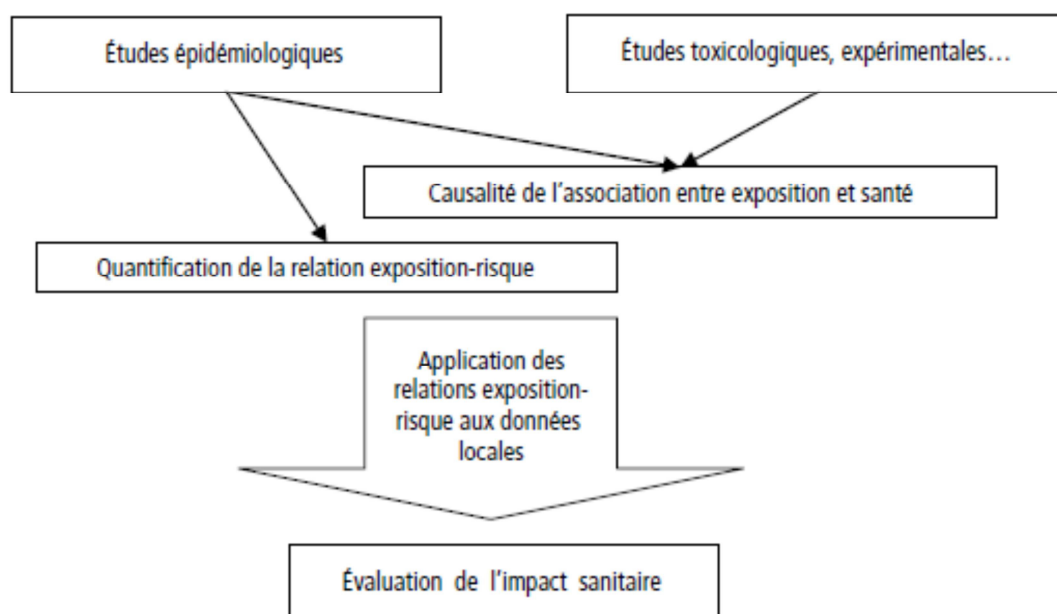 Études épidémiologiques
Études toxicologiques, expérimentales…
Causalité de l'association entre exposition et santé
Quantification de la relation exposition-risque
Application des
relations exposition-
risque aux données
locales
Évaluation de l'impact sanitaire